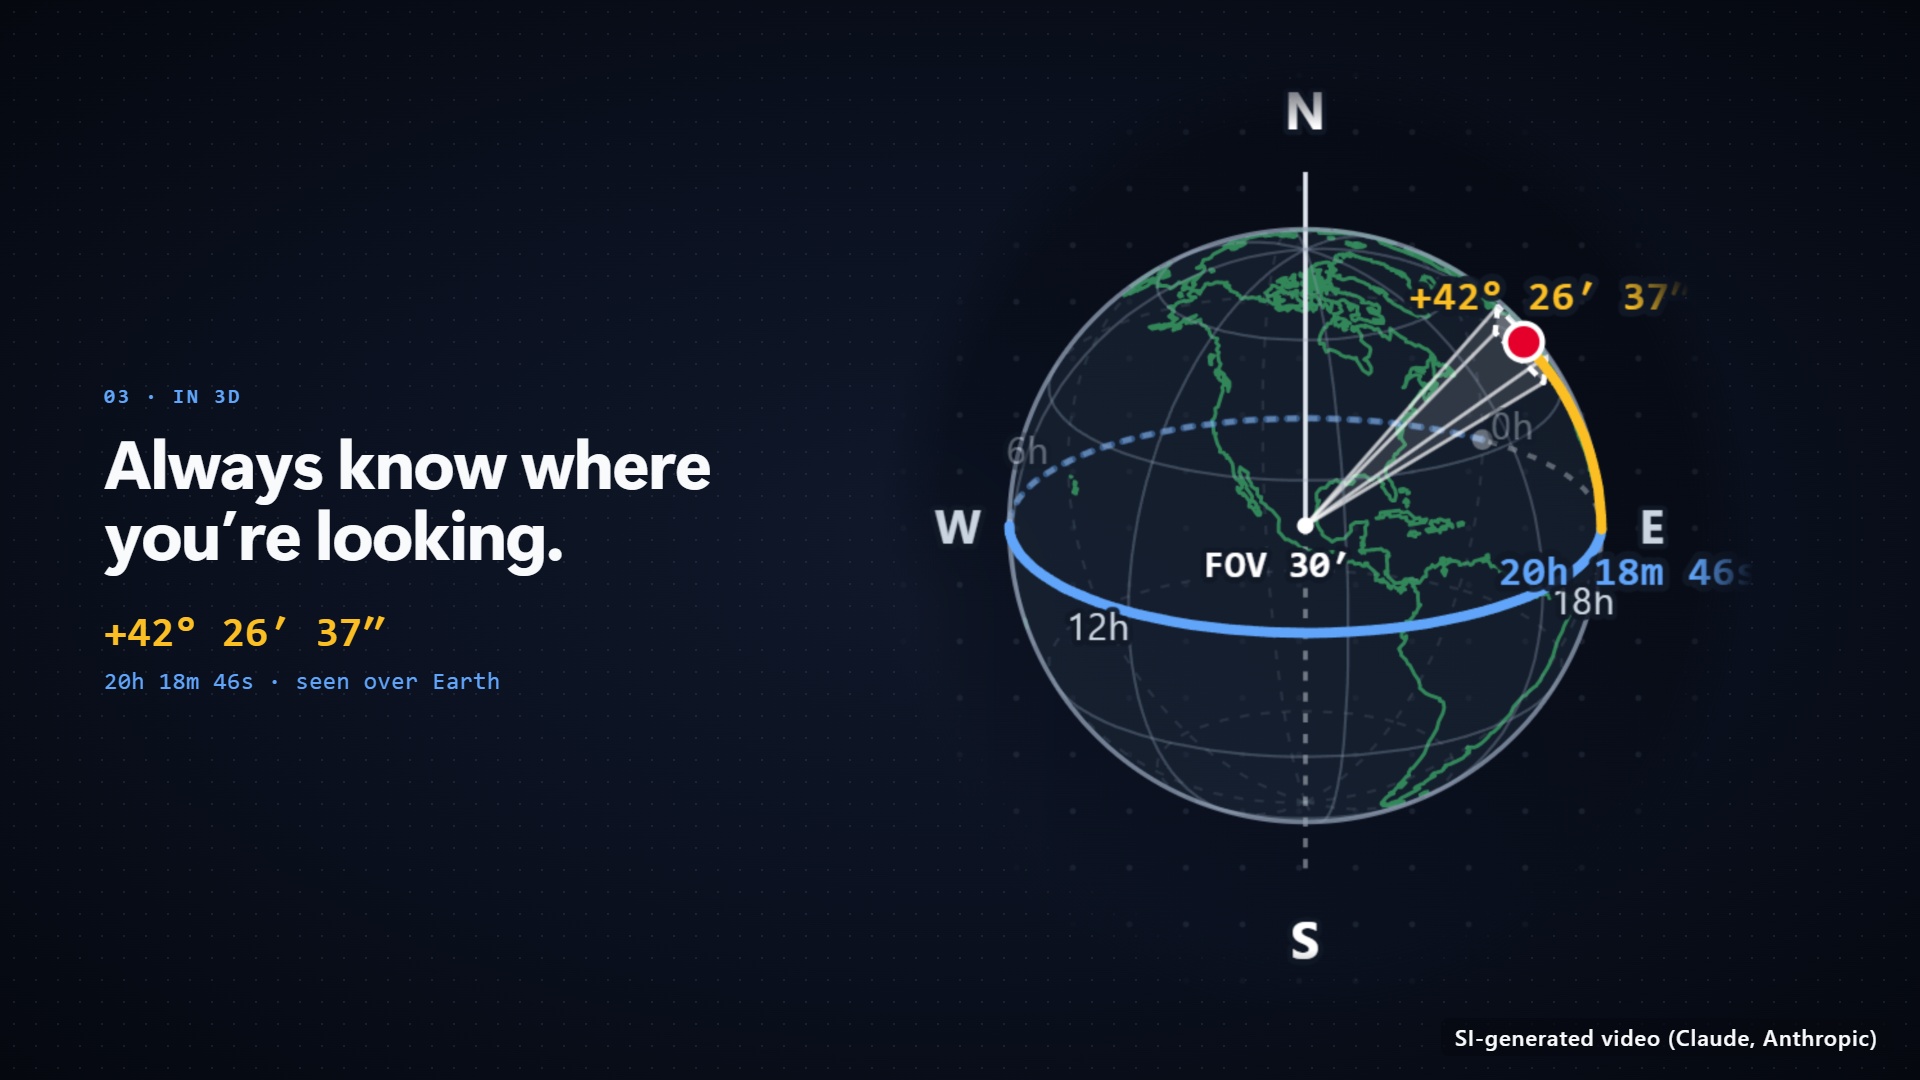 03 · IN 3D
Always know where
you’re looking.
+42° 26′ 37″
20h 18m 46s · seen over Earth
N
+42° 26′ 37″
0h
6h
W
E
FOV 30′
20h 18m 46s
18h
12h
S
SI-generated video (Claude, Anthropic)